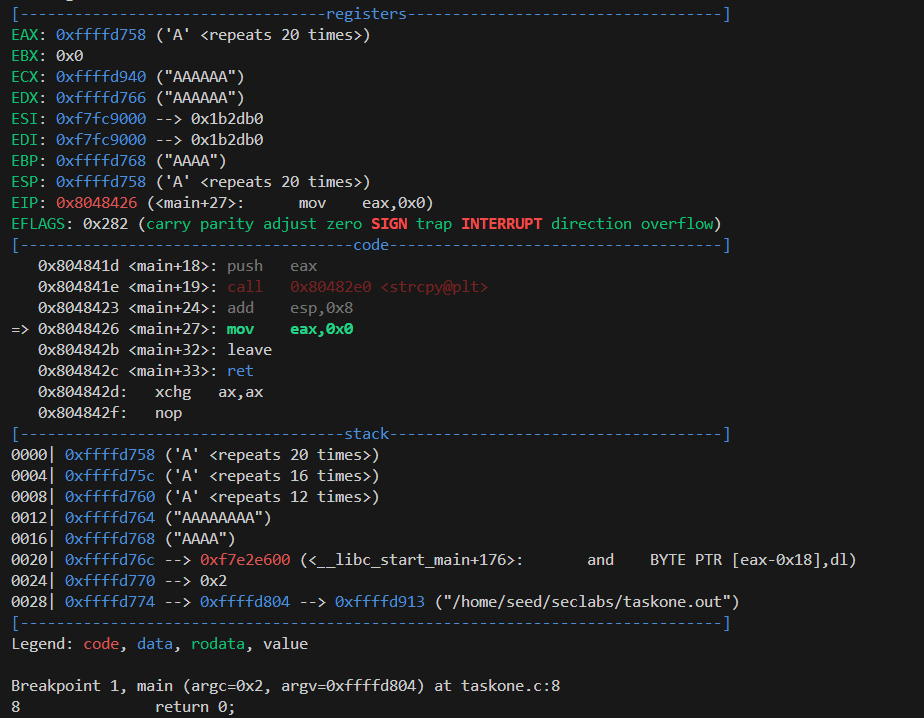 [----------------------------------registers-----------------------------------]
EAX: 0xffffd758 ('A' <repeats 20 times>)
EBX: 0x0
ECX: 0xffffd940 ("AAAAAA")
EDX: 0xffffd766 ("AAAAAA")
ESI: 0xf7fc9000 --> 0x1b2db0
EDI: 0xf7fc9000 --> 0x1b2db0
EBP: 0xffffd768 ("AAAA")
ESP: 0xffffd758 ('A' <repeats 20 times>)
EIP: 0x8048426 (<main+27>: mov eax,0x0)
EFLAGS: 0x282 (carry parity adjust zero SIGN trap INTERRUPT direction overflow)
[-------------------------------------code-------------------------------------]
0x804841d <main+18>: push eax
0x804841e <main+19>: call 0x80482e0 <strcpy@plt>
0x8048423 <main+24>: add esp,0x8
=> 0x8048426 <main+27>: mov eax,0x0
0x804842b <main+32>: leave
0x804842c <main+33>: ret
0x804842d: xchg ax,ax
0x804842f: nop
[------------------------------------stack-------------------------------------]
0000| 0xffffd758 ('A' <repeats 20 times>)
0004| 0xffffd75c ('A' <repeats 16 times>)
0008| 0xffffd760 ('A' <repeats 12 times>)
0012| 0xffffd764 ("AAAAAAAA")
0016| 0xffffd768 ("AAAA")
0020| 0xffffd76c --> 0xf7e2e600 (<__libc_start_main+176>: and BYTE PTR [eax-0x18],dl)
0024| 0xffffd770 --> 0x2
0028| 0xffffd774 --> 0xffffd804 --> 0xffffd913 ("/home/seed/seclabs/taskone.out")
[------------------------------------------------------------------------------]
Legend: code, data, rodata, value
Breakpoint 1, main (argc=0x2, argv=0xffffd804) at taskone.c:8
8 return 0;